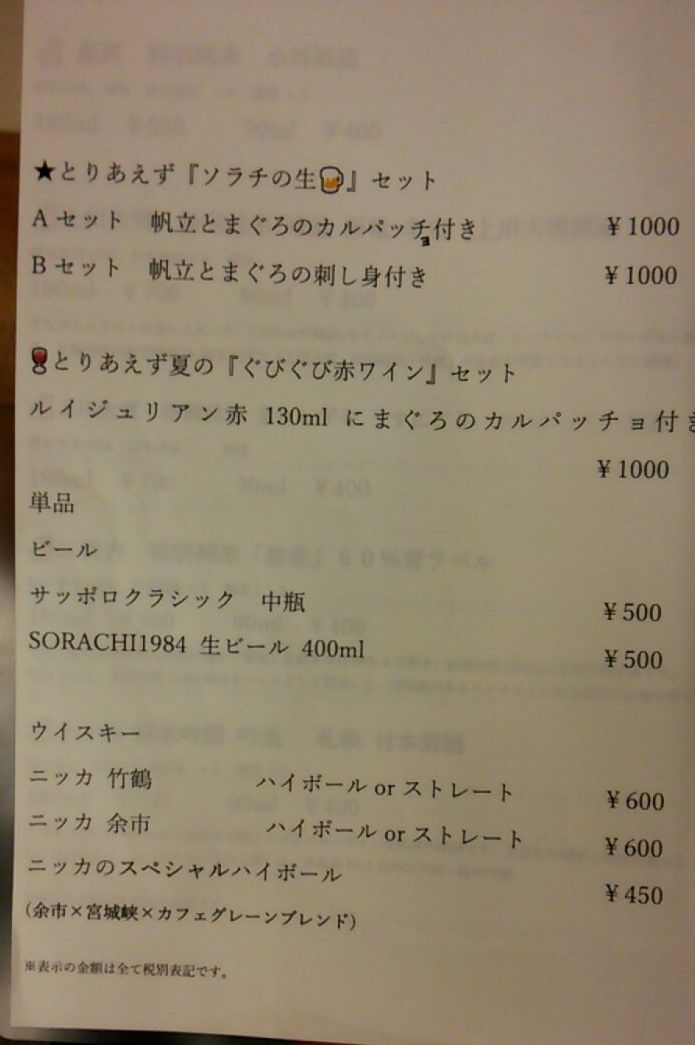 ★とりあえず『ソラチの生🍺』セット
Aセット 帆立とまぐろのカルパッチョ付き ¥1000
Bセット 帆立とまぐろの刺し身付き ¥1000
🍷とりあえず夏の『ぐびぐび赤ワイン』セット
ルイジュリアン赤 130ml にまぐろのカルパッチョ付き
¥1000
単品
ビール
サッポロクラシック 中瓶 ¥500
SORACHI1984 生ビール 400ml ¥500
ウイスキー
ニッカ 竹鶴 ハイボール or ストレート ¥600
ニッカ 余市 ハイボール or ストレート ¥600
ニッカのスペシャルハイボール ¥450
(余市×宮城峡×カフェグレーンブレンド)
※表示の金額は全て税別表記です。